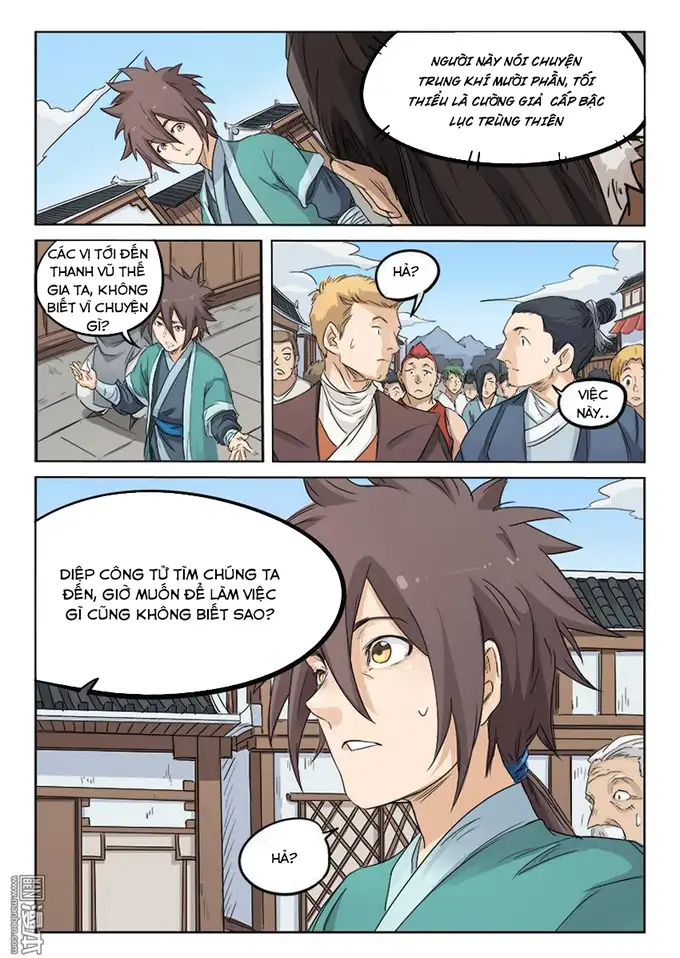 NGƯỜI NÀY NÓI CHUYỆN
TRUNG KHÍ MƯỜI PHẦN, TỐI
THIỂU LÀ CƯỜNG GIẢ CẤP BẬC
LỤC TRÙNG THIÊN
CÁC VỊ TỚI ĐẾN
THANH VŨ THẾ
GIA TA, KHÔNG
BIẾT VÌ CHUYỆN
GÌ?
HẢ?
VIỆC
NÀY..
DIỆP CÔNG TỬ TÌM CHÚNG TA
ĐẾN, GIỜ MUỐN ĐỂ LÀM VIỆC
GÌ CŨNG KHÔNG BIẾT SAO?
HẢ?